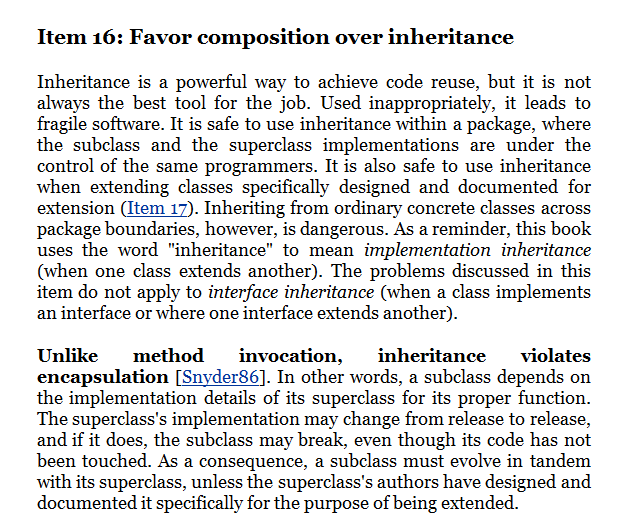 Item 16: Favor composition over inheritance
Inheritance is a powerful way to achieve code reuse, but it is not
always the best tool for the job. Used inappropriately, it leads to
fragile software. It is safe to use inheritance within a package, where
the subclass and the superclass implementations are under the
control of the same programmers. It is also safe to use inheritance
when extending classes specifically designed and documented for
extension (Item 17). Inheriting from ordinary concrete classes across
package boundaries, however, is dangerous. As a reminder, this book
uses the word "inheritance" to mean implementation inheritance
(when one class extends another). The problems discussed in this
item do not apply to interface inheritance (when a class implements
an interface or where one interface extends another).
Unlike method invocation, inheritance violates
encapsulation [Snyder86]. In other words, a subclass depends on
the implementation details of its superclass for its proper function.
The superclass's implementation may change from release to release,
and if it does, the subclass may break, even though its code has not
been touched. As a consequence, a subclass must evolve in tandem
with its superclass, unless the superclass's authors have designed and
documented it specifically for the purpose of being extended.